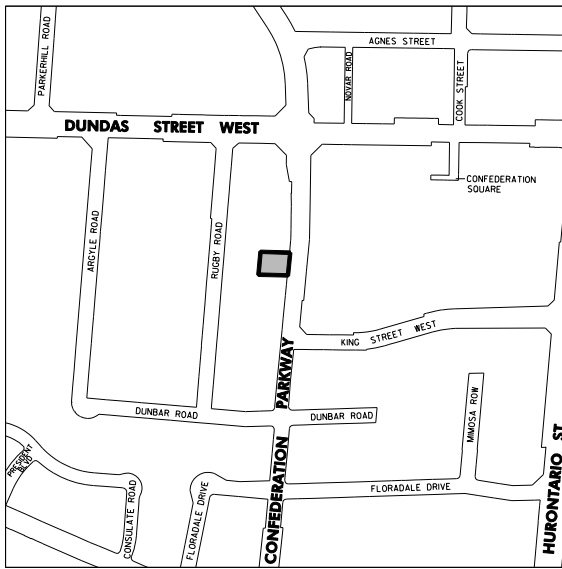 PARKERHILL ROAD
AGNES STREET
NOVAR ROAD
COOK STREET
DUNDAS STREET WEST
CONFEDERATION
SQUARE
ARGYLE ROAD
RUGBY ROAD
KING STREET WEST
CONFEDERATION PARKWAY
DUNBAR ROAD
DUNBAR ROAD
MIMOSA ROW
PRESIDENT
BLVD
CONSULATE ROAD
FLORADALE DRIVE
FLORADALE DRIVE
HURONTARIO ST